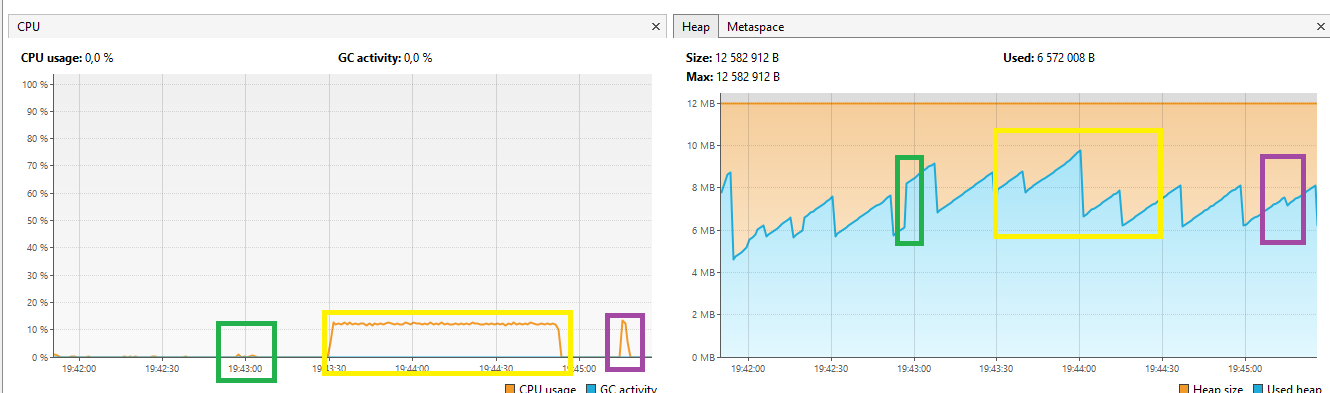 CPU ×
CPU usage: 0,0 % GC activity: 0,0 %
100 %
90 %
80 %
70 %
60 %
50 %
40 %
30 %
20 %
10 %
0 %
19:42:00 19:42:30 19:43:00 19:43:30 19:44:00 19:44:30 19:45:00
CPU usage GC activity
Heap Metaspace ×
Size: 12 582 912 B Used: 6 572 008 B
Max: 12 582 912 B
12 MB
10 MB
8 MB
6 MB
4 MB
2 MB
0 MB
19:42:00 19:42:30 19:43:00 19:43:30 19:44:00 19:44:30 19:45:00
Heap size Used heap